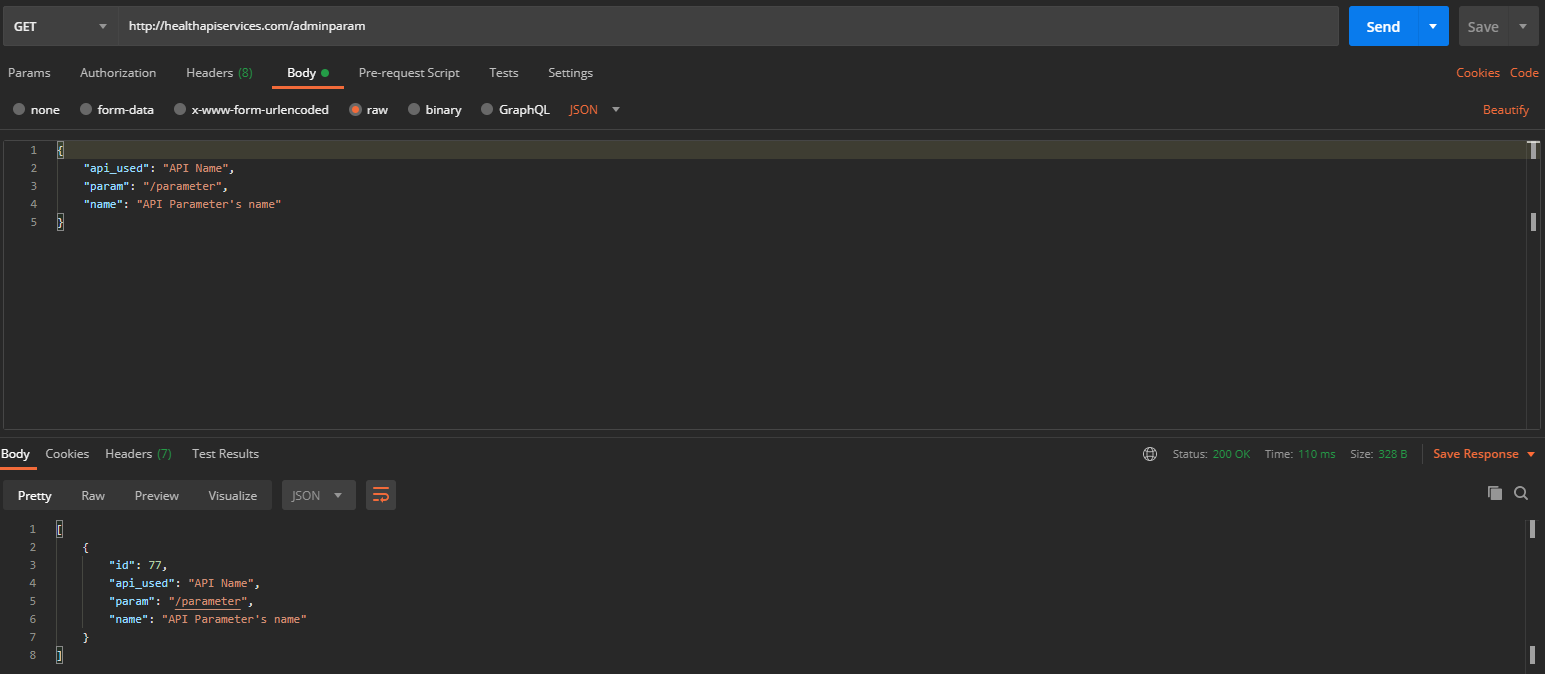 GET http://healthapiservices.com/adminparam Send Save
Params Authorization Headers (8) Body Pre-request Script Tests Settings Cookies Code
none form-data x-www-form-urlencoded raw binary GraphQL JSON Beautify
1 {
2 "api_used": "API Name",
3 "param": "/parameter",
4 "name": "API Parameter's name"
5 }
Body Cookies Headers (7) Test Results Status: 200 OK Time: 110 ms Size: 328 B Save Response
Pretty Raw Preview Visualize JSON
1 [
2 {
3 "id": 77,
4 "api_used": "API Name",
5 "param": "/parameter",
6 "name": "API Parameter's name"
7 }
8 ]